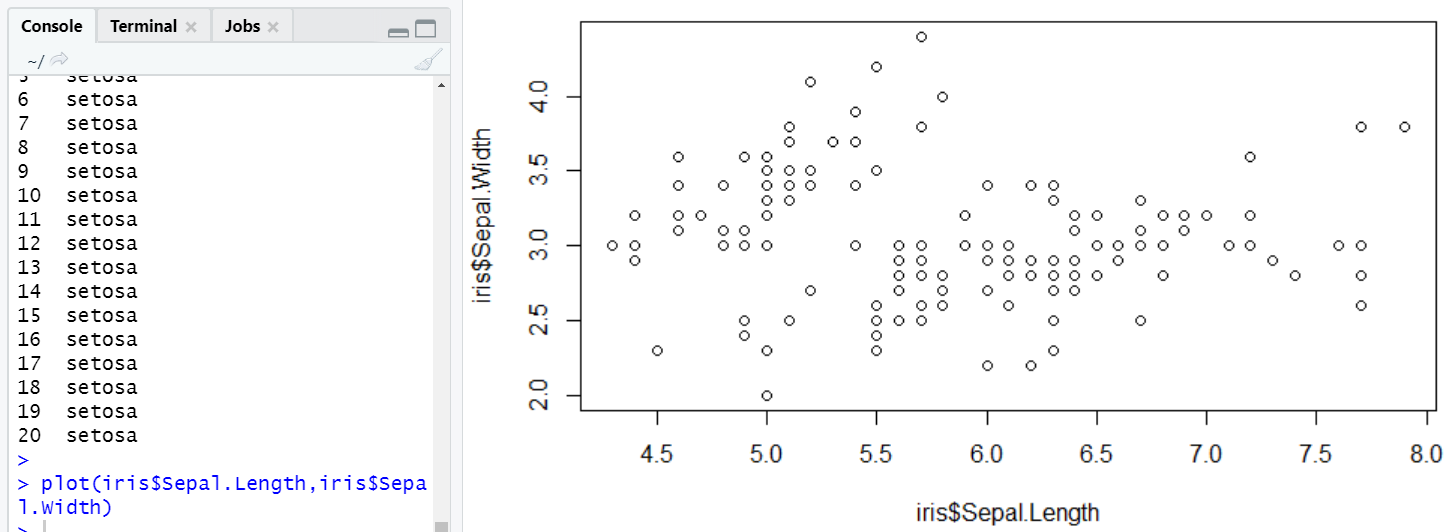 Console Terminal Jobs
~/
5 setosa
6 setosa
7 setosa
8 setosa
9 setosa
10 setosa
11 setosa
12 setosa
13 setosa
14 setosa
15 setosa
16 setosa
17 setosa
18 setosa
19 setosa
20 setosa
>
> plot(iris$Sepal.Length,iris$Sepa
l.Width)
>
iris$Sepal.Width
4.0
3.5
3.0
2.5
2.0
4.5 5.0 5.5 6.0 6.5 7.0 7.5 8.0
iris$Sepal.Length